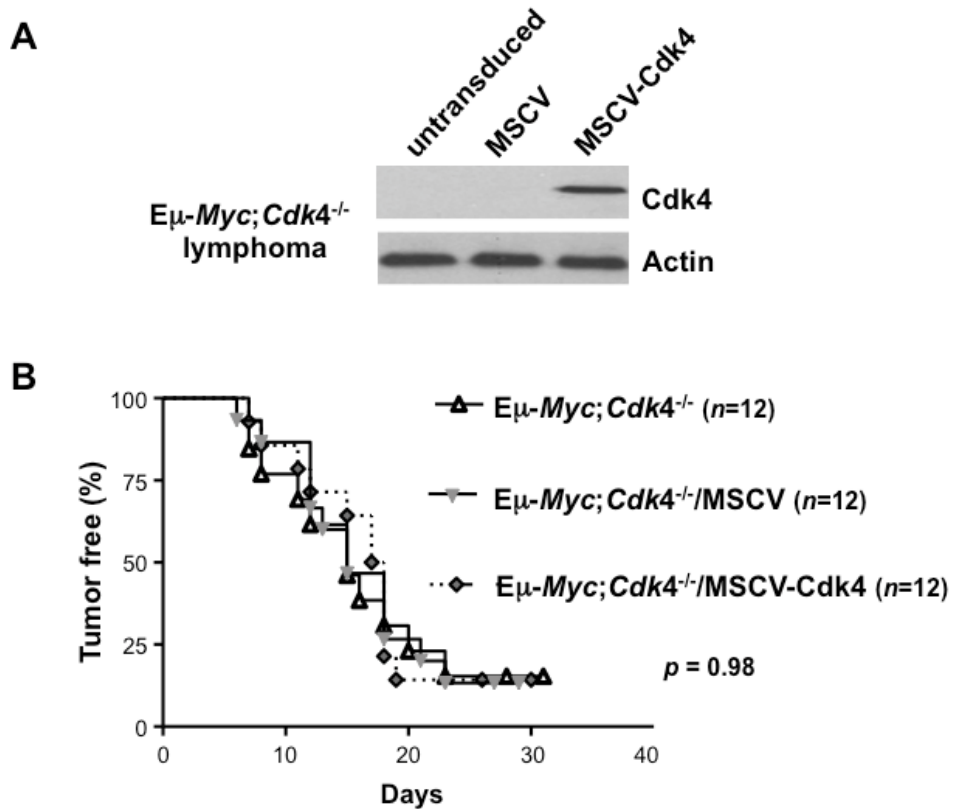 A
untransduced
MSCV
MSCV-Cdk4
Eμ-Myc;Cdk4-/-
lymphoma
Cdk4
Actin
B
Tumor free (%)
100
75
50
25
0
0 10 20 30 40
Days
Eμ-Myc;Cdk4-/- (n=12)
Eμ-Myc;Cdk4-/-/MSCV (n=12)
Eμ-Myc;Cdk4-/-/MSCV-Cdk4 (n=12)
p = 0.98